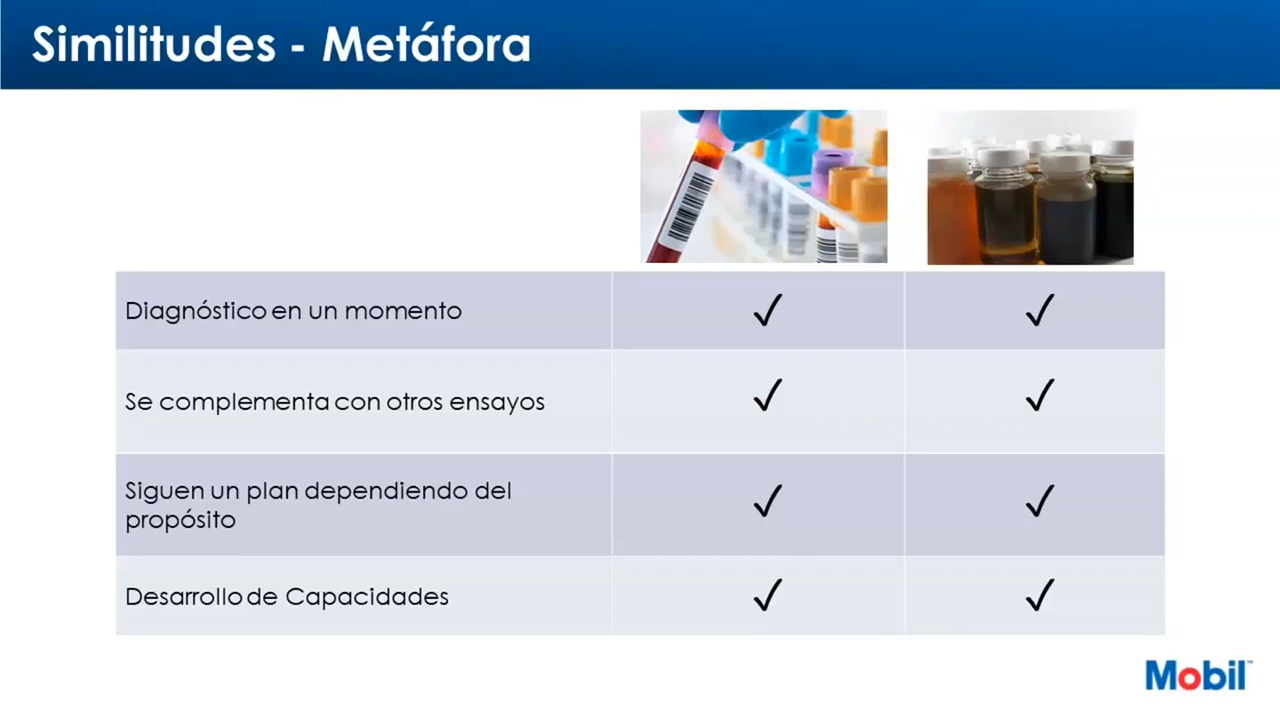 Similitudes - Metáfora
Diagnóstico en un momento
✓ ✓
Se complementa con otros ensayos
✓ ✓
Siguen un plan dependiendo del
propósito
✓ ✓
Desarrollo de Capacidades
✓ ✓
Mobil™